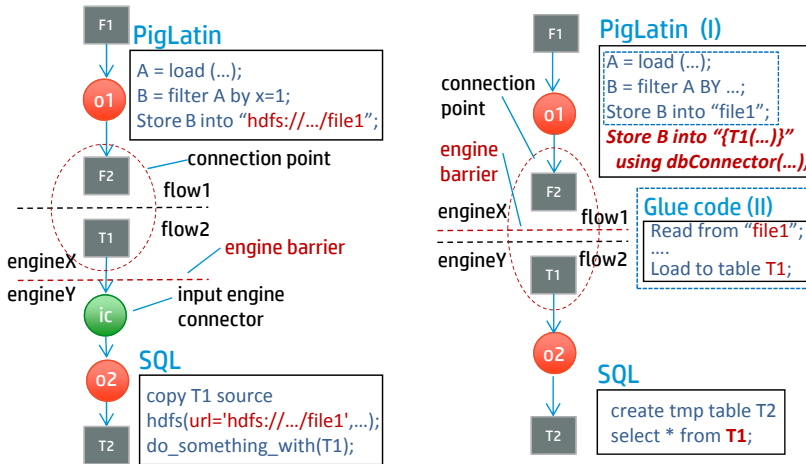 F1
PigLatin
A = load (…);
B = filter A by x=1;
Store B into “hdfs://…/file1”;
o1
connection point
F2
flow1
flow2
T1
engineX
engine barrier
engineY
ic
input engine
connector
SQL
o2
copy T1 source
hdfs(url='hdfs://…/file1',…);
do_something_with(T1);
T2
F1
PigLatin (I)
A = load (…);
B = filter A BY …;
Store B into “file1”;
Store B into “{T1(…)}”
using dbConnector(…);
connection
point
o1
engine
barrier
F2
engineX
flow1
Glue code (II)
Read from “file1”;
….
Load to table T1;
engineY
flow2
T1
o2
SQL
create tmp table T2
select * from T1;
T2